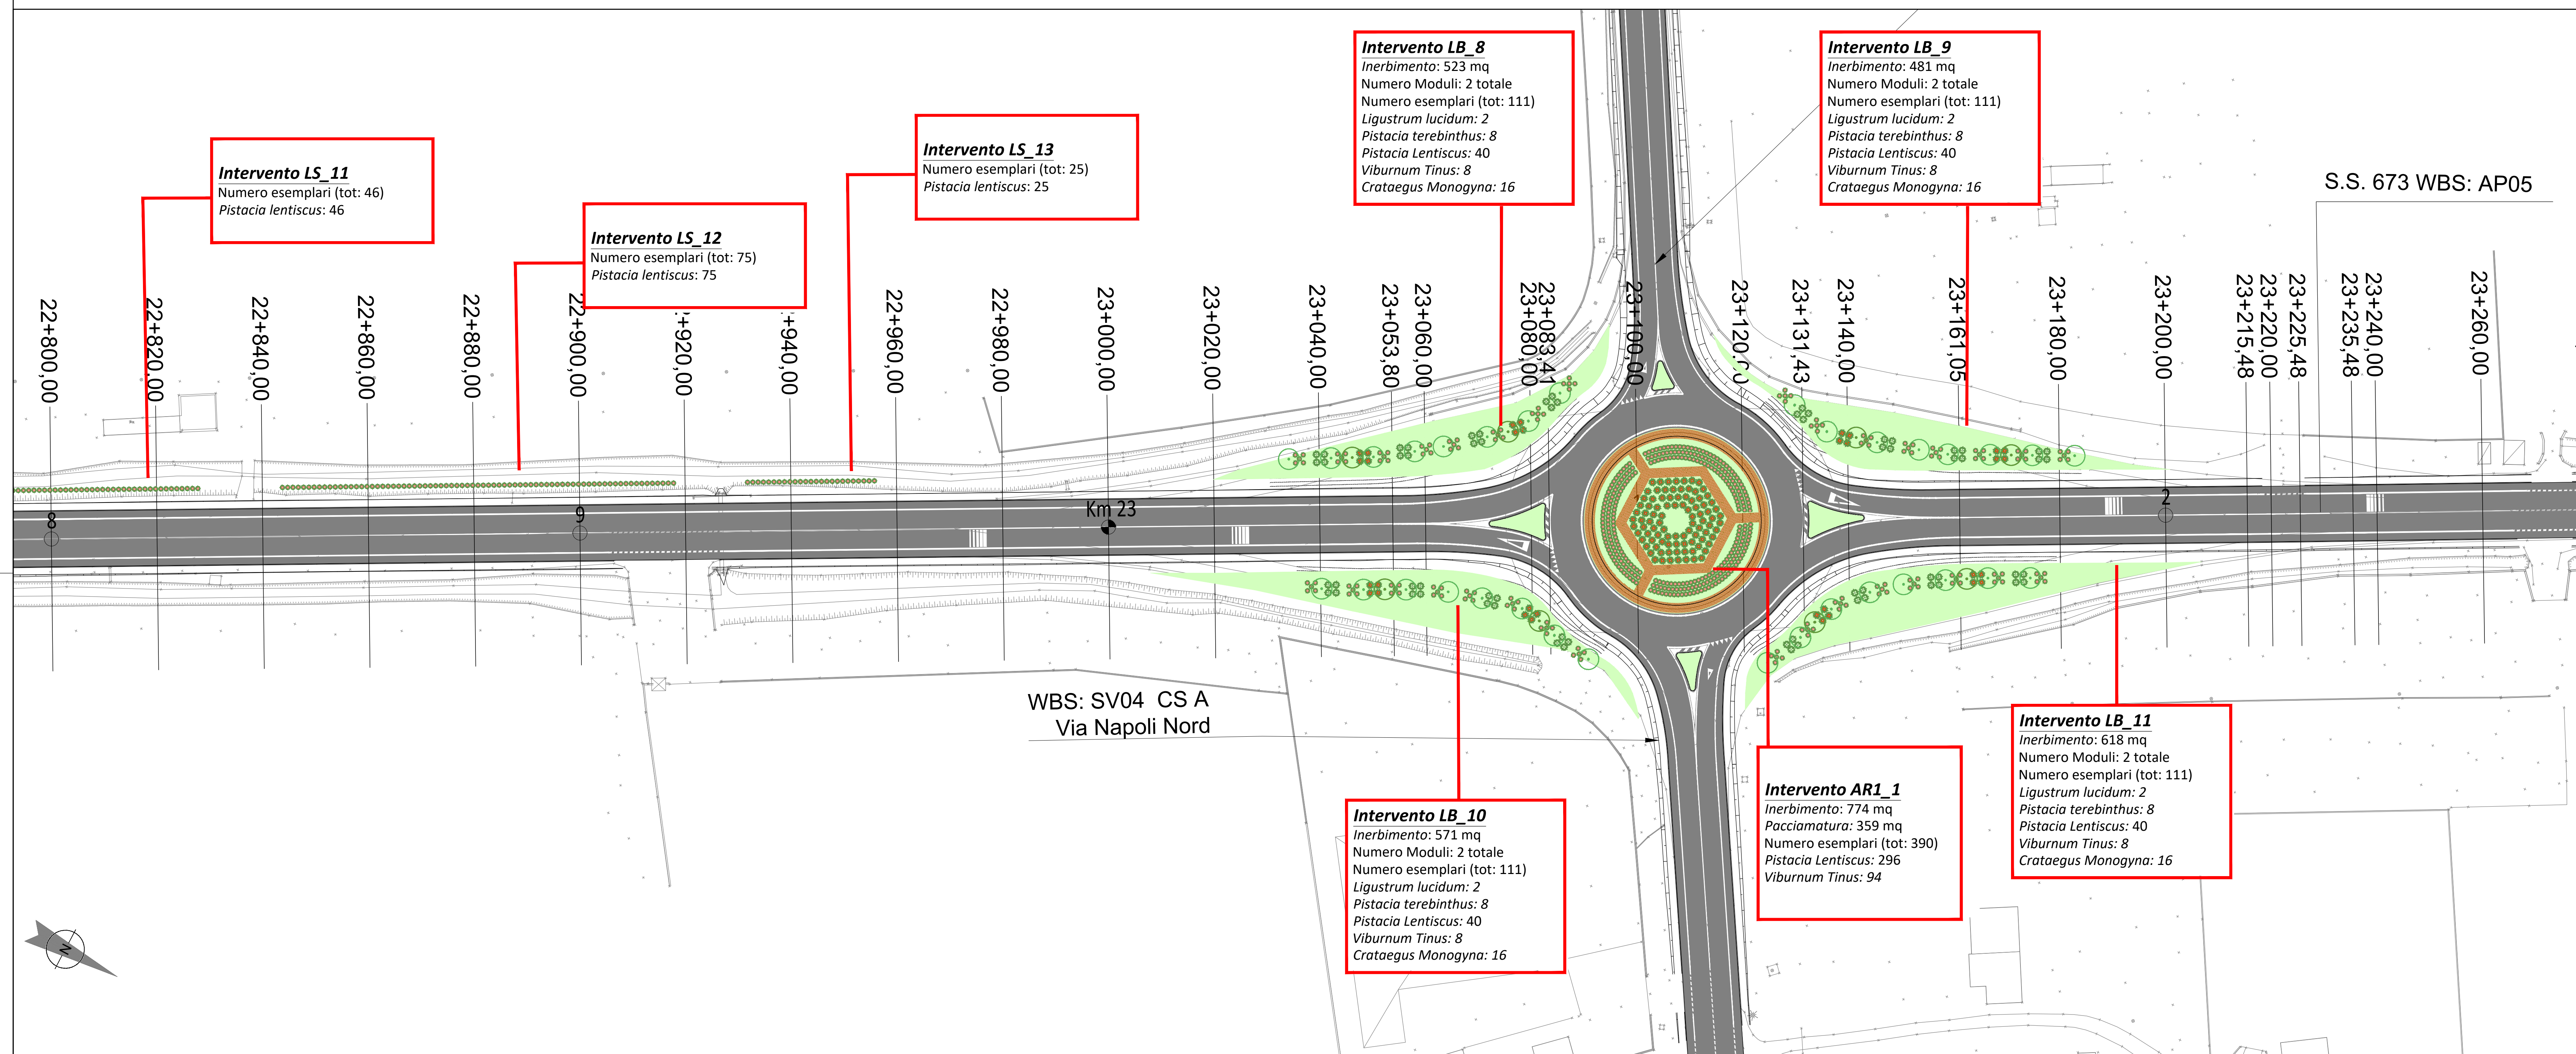 Intervento LB_8
Inerbimento: 523 mq
Numero Moduli: 2 totale
Numero esemplari (tot: 111)
Ligustrum lucidum: 2
Pistacia terebinthus: 8
Pistacia Lentiscus: 40
Viburnum Tinus: 8
Crataegus Monogyna: 16
Intervento LB_9
Inerbimento: 481 mq
Numero Moduli: 2 totale
Numero esemplari (tot: 111)
Ligustrum lucidum: 2
Pistacia terebinthus: 8
Pistacia Lentiscus: 40
Viburnum Tinus: 8
Crataegus Monogyna: 16
Intervento LS_11
Numero esemplari (tot: 46)
Pistacia lentiscus: 46
Intervento LS_12
Numero esemplari (tot: 75)
Pistacia lentiscus: 75
Intervento LS_13
Numero esemplari (tot: 25)
Pistacia lentiscus: 25
S.S. 673 WBS: AP05
22+800,00
22+820,00
22+840,00
22+860,00
22+880,00
22+900,00
+920,00
+940,00
22+960,00
22+980,00
23+000,00
23+020,00
23+040,00
23+053,80
23+060,00
23+080,00
23+083,41
23+100,00
23+120,00
23+131,43
23+140,00
23+161,05
23+180,00
23+200,00
23+215,48
23+220,00
23+225,48
23+235,48
23+240,00
23+260,00
8
9
Km 23
2
WBS: SV04 CS A
Via Napoli Nord
Intervento LB_10
Inerbimento: 571 mq
Numero Moduli: 2 totale
Numero esemplari (tot: 111)
Ligustrum lucidum: 2
Pistacia terebinthus: 8
Pistacia Lentiscus: 40
Viburnum Tinus: 8
Crataegus Monogyna: 16
Intervento AR1_1
Inerbimento: 774 mq
Pacciamatura: 359 mq
Numero esemplari (tot: 390)
Pistacia Lentiscus: 296
Viburnum Tinus: 94
Intervento LB_11
Inerbimento: 618 mq
Numero Moduli: 2 totale
Numero esemplari (tot: 111)
Ligustrum lucidum: 2
Pistacia terebinthus: 8
Pistacia Lentiscus: 40
Viburnum Tinus: 8
Crataegus Monogyna: 16
N